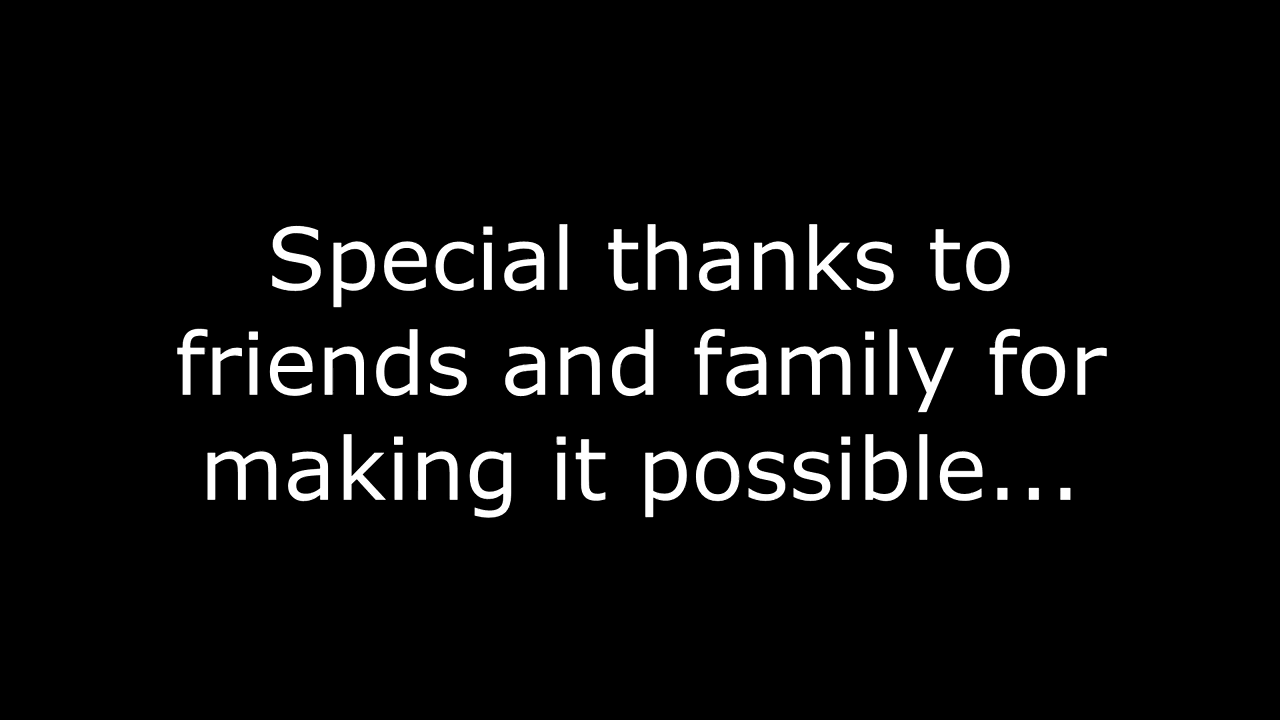 Special thanks to
friends and family for
making it possible...